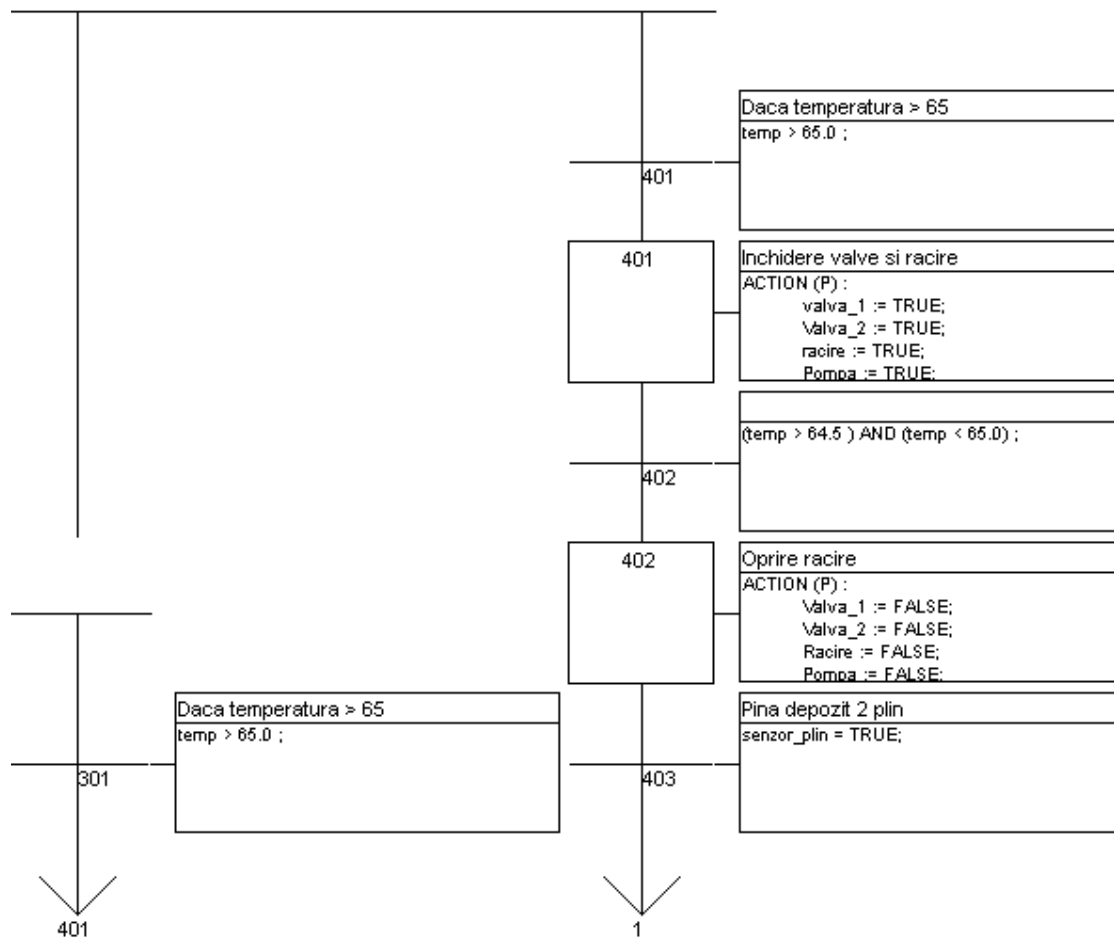 Daca temperatura > 65
temp > 65.0 ;
401
401
Inchidere valve si racire
ACTION (P) :
valva_1 := TRUE;
Valva_2 := TRUE;
racire := TRUE;
Pompa := TRUE;
(temp > 64.5 ) AND (temp < 65.0) ;
402
402
Oprire racire
ACTION (P) :
Valva_1 := FALSE;
Valva_2 := FALSE;
Racire := FALSE;
Pompa := FALSE;
Daca temperatura > 65
temp > 65.0 ;
301
Pina depozit 2 plin
senzor_plin = TRUE;
403
401
1